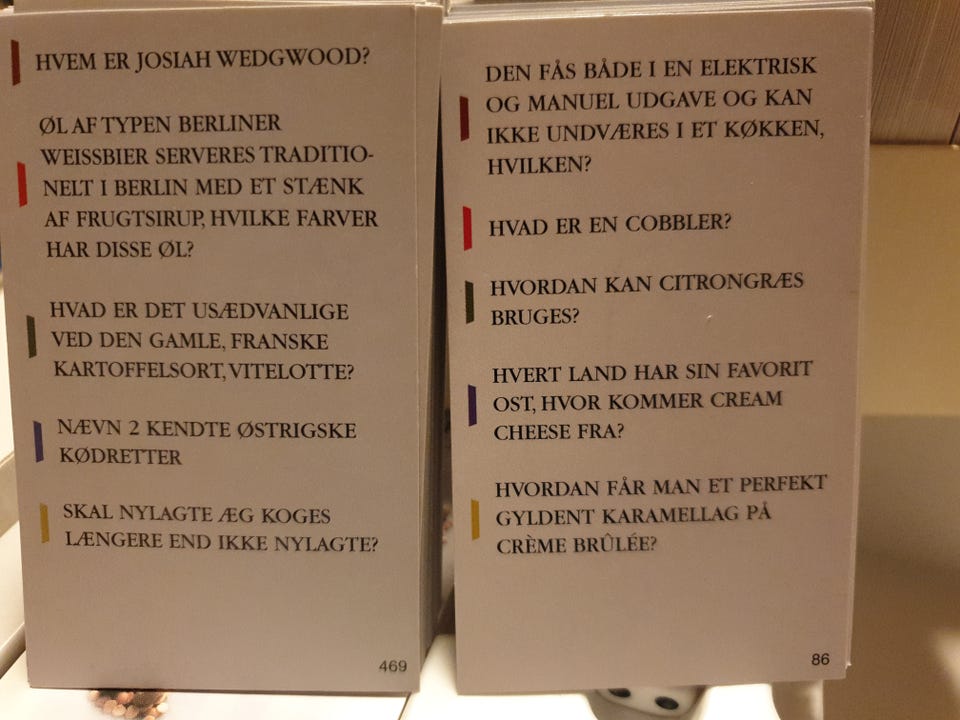 HVEM ER JOSIAH WEDGWOOD?
ØL AF TYPEN BERLINER
WEISSBIER SERVERES TRADITIO-
NELT I BERLIN MED ET STÆNK
AF FRUGTSIRUP, HVILKE FARVER
HAR DISSE ØL?
HVAD ER DET USÆDVANLIGE
VED DEN GAMLE, FRANSKE
KARTOFFELSORT, VITELOTTE?
NÆVN 2 KENDTE ØSTRIGSKE
KØDRETTER
SKAL NYLAGTE ÆG KOGES
LÆNGERE END IKKE NYLAGTE?
469
DEN FÅS BÅDE I EN ELEKTRISK
OG MANUEL UDGAVE OG KAN
IKKE UNDVÆRES I ET KØKKEN,
HVILKEN?
HVAD ER EN COBBLER?
HVORDAN KAN CITRONGRÆS
BRUGES?
HVERT LAND HAR SIN FAVORIT
OST, HVOR KOMMER CREAM
CHEESE FRA?
HVORDAN FÅR MAN ET PERFEKT
GYLDENT KARAMELLAG PÅ
CRÈME BRÛLÉE?
86